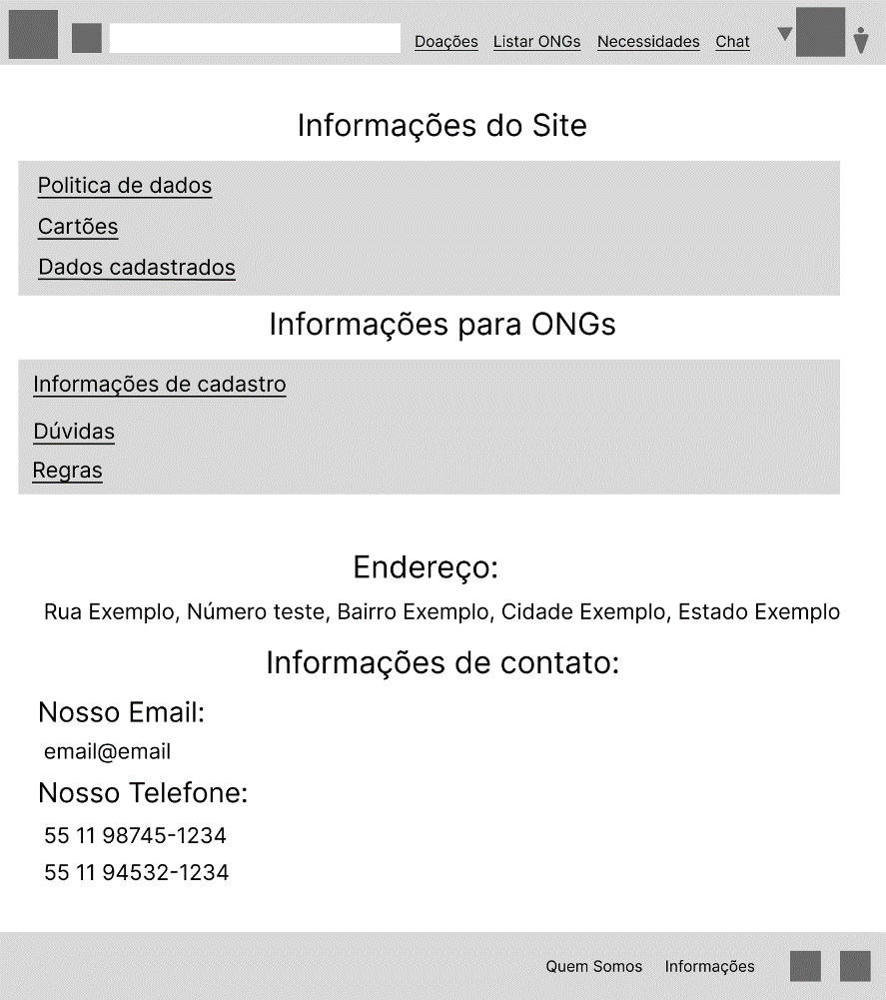 Doações Listar ONGs Necessidades Chat
Informações do Site
Politica de dados
Cartões
Dados cadastrados
Informações para ONGs
Informações de cadastro
Dúvidas
Regras
Endereço:
Rua Exemplo, Número teste, Bairro Exemplo, Cidade Exemplo, Estado Exemplo
Informações de contato:
Nosso Email:
email@email
Nosso Telefone:
55 11 98745-1234
55 11 94532-1234
Quem Somos Informações